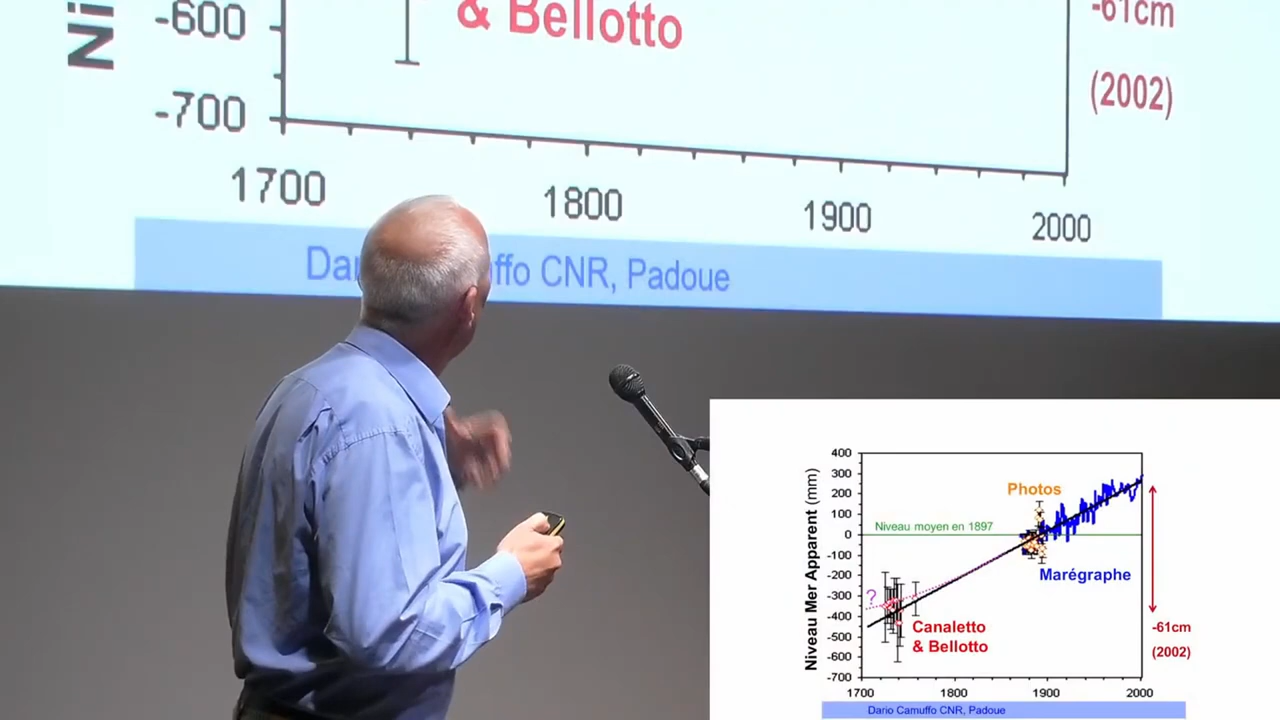 Ni
-600
-700
& Bellotto
-61cm
(2002)
1700
1800
1900
2000
CNR, Padoue
Niveau Mer Apparent (mm)
400
300
200
100
0
-100
-200
-300
-400
-500
-600
-700
Photos
Niveau moyen en 1897
Marégraphe
?
Canaletto
& Bellotto
-61cm
(2002)
1700
1800
1900
2000
Dario Camuffo CNR, Padoue